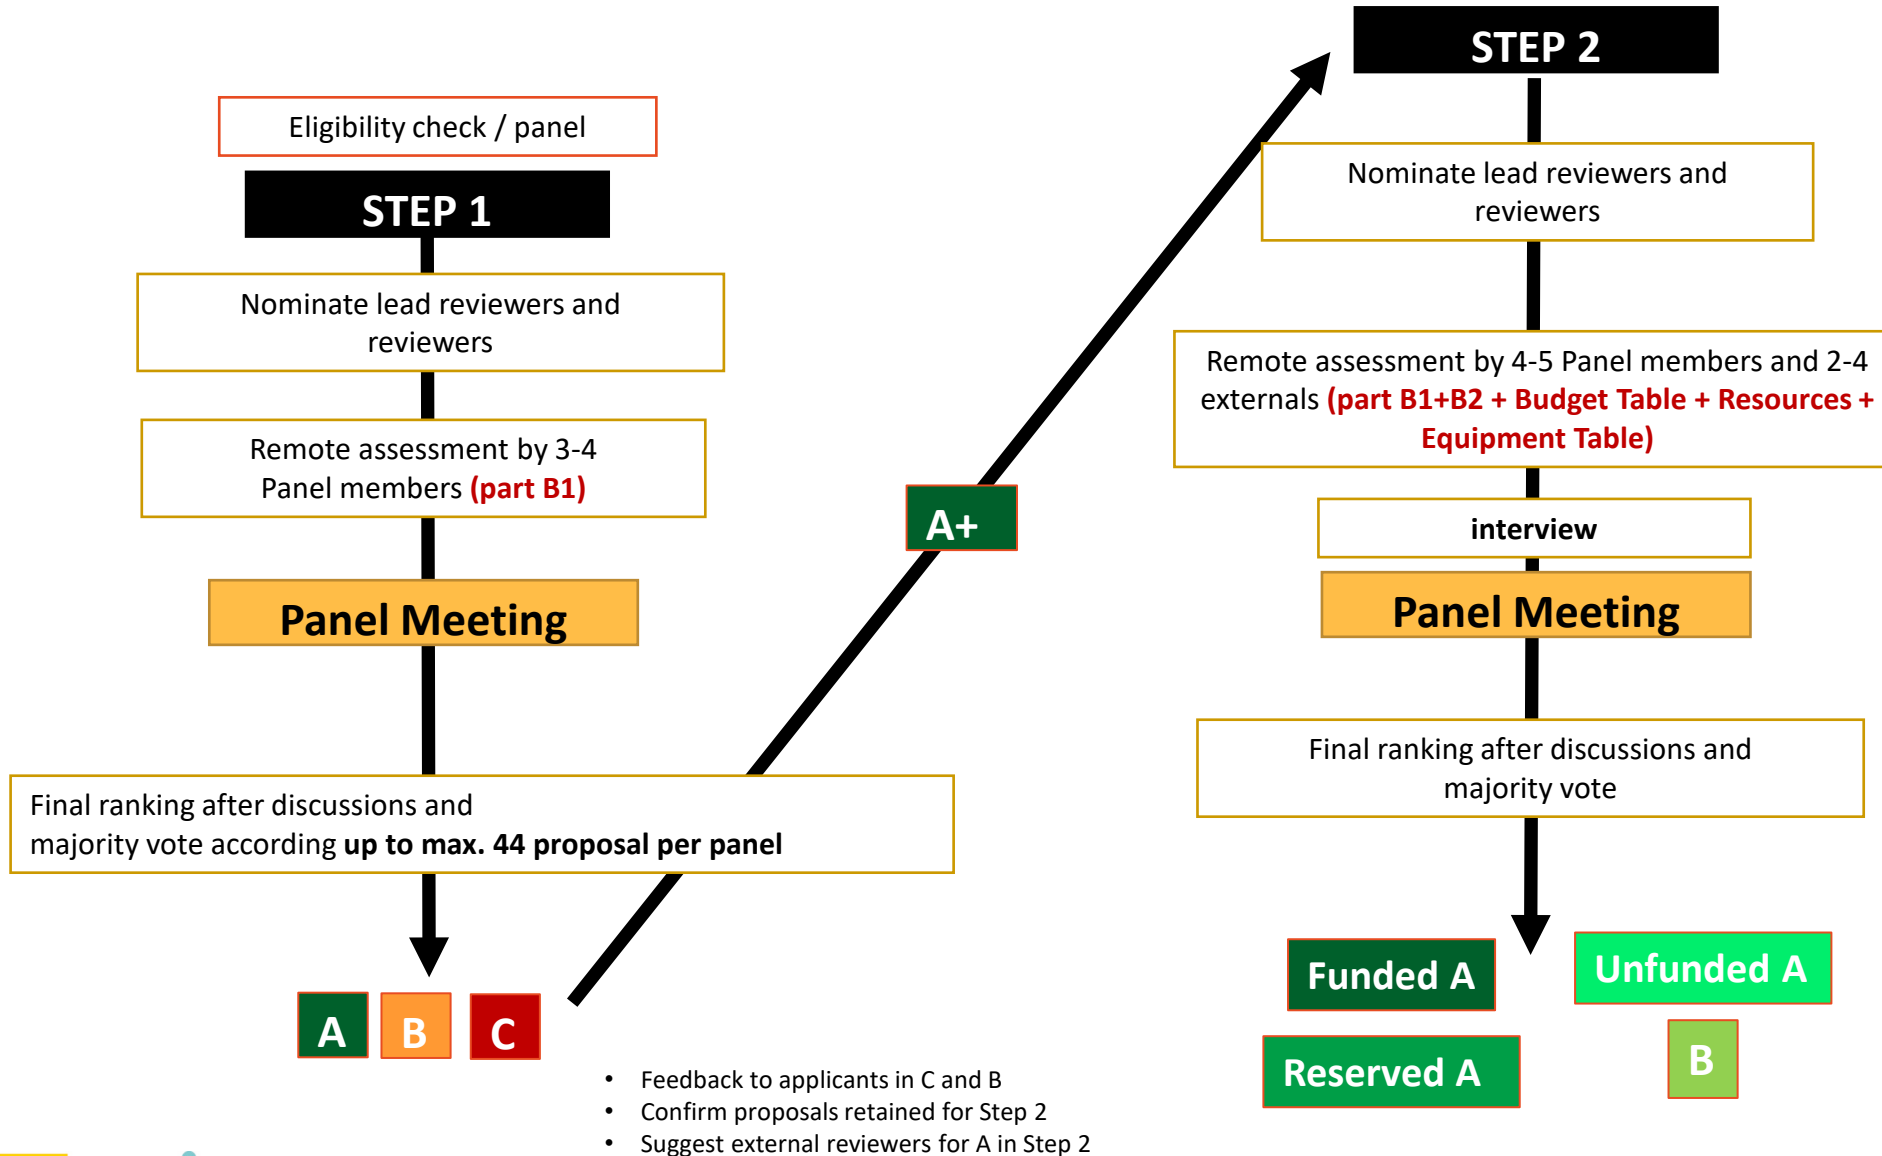 Eligibility check / panel
STEP 1
Nominate lead reviewers and
reviewers
Remote assessment by 3-4
Panel members (part B1)
Panel Meeting
Final ranking after discussions and
majority vote according up to max. 44 proposal per panel
A B C
• Feedback to applicants in C and B
• Confirm proposals retained for Step 2
• Suggest external reviewers for A in Step 2
A+
STEP 2
Nominate lead reviewers and
reviewers
Remote assessment by 4-5 Panel members and 2-4
externals (part B1+B2 + Budget Table + Resources +
Equipment Table)
interview
Panel Meeting
Final ranking after discussions and
majority vote
Funded A
Unfunded A
Reserved A
B